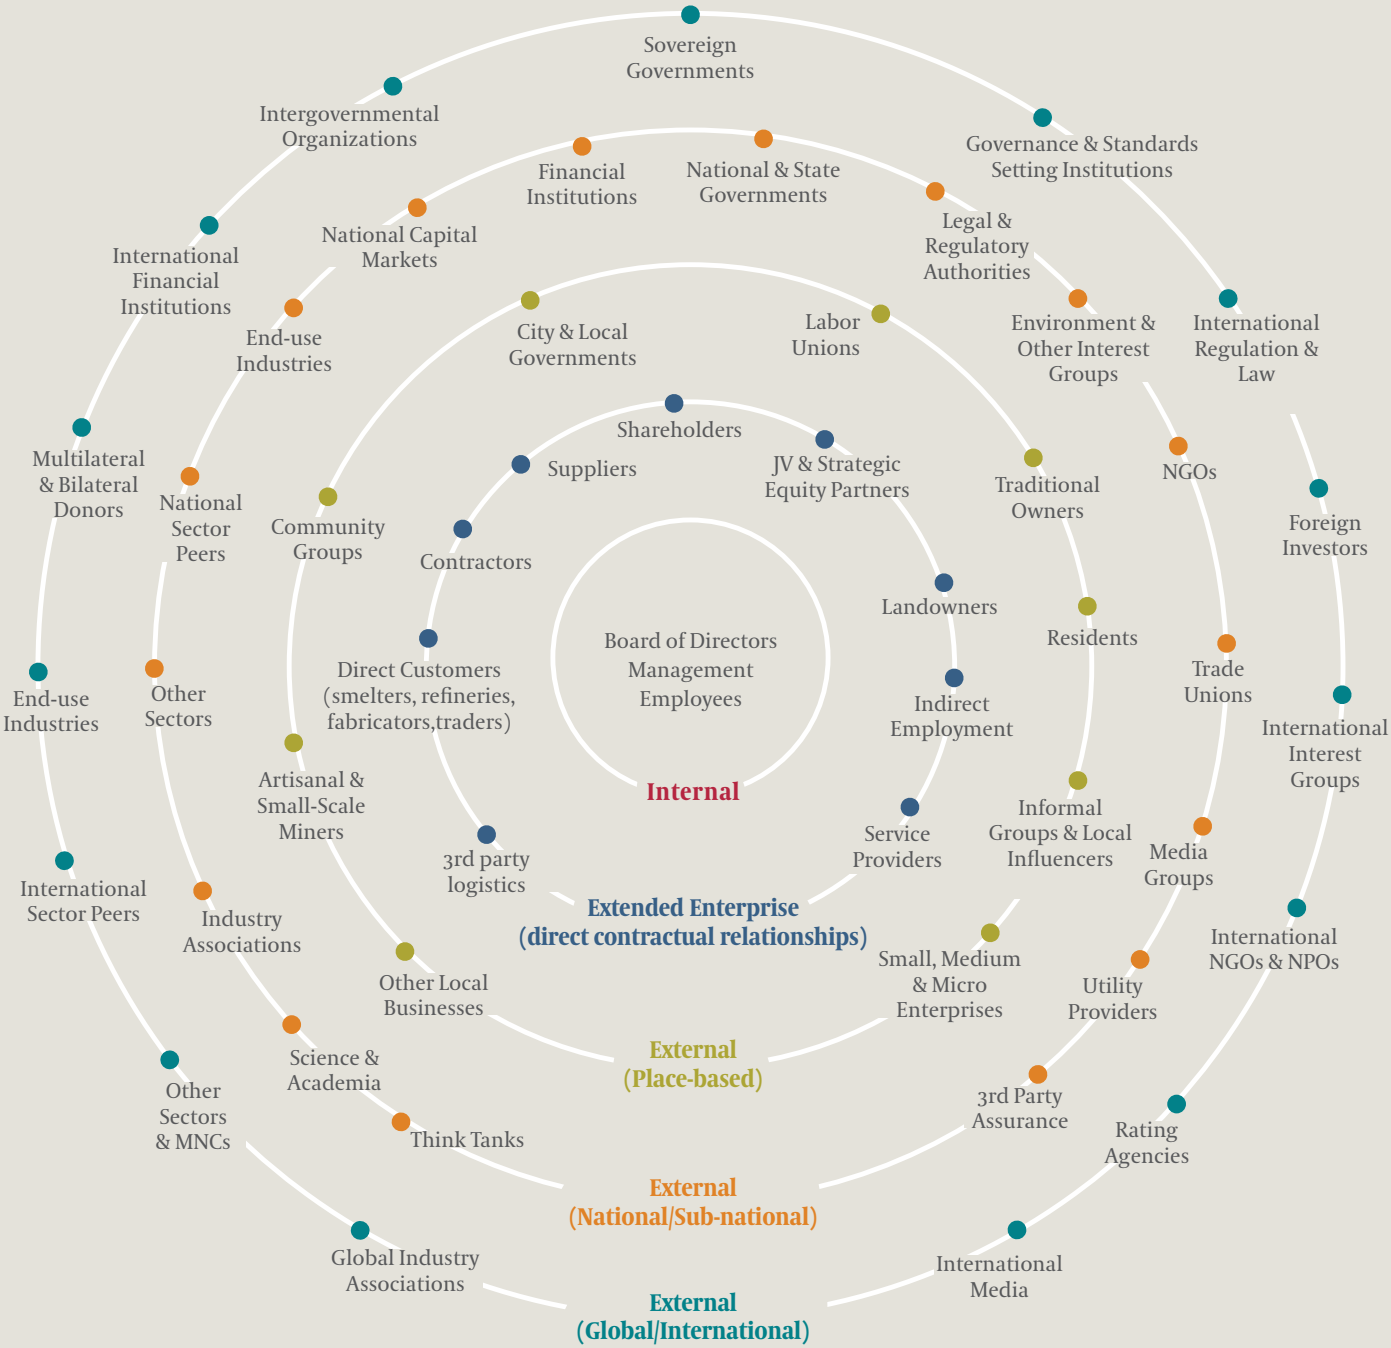 Sovereign
Governments
Intergovernmental
Organizations
Governance & Standards
Setting Institutions
Financial
Institutions
National & State
Governments
Legal &
Regulatory
Authorities
National Capital
Markets
International
Financial
Institutions
End-use
Industries
City & Local
Governments
Labor
Unions
Environment &
Other Interest
Groups
International
Regulation &
Law
Shareholders
Suppliers
JV & Strategic
Equity Partners
Multilateral
& Bilateral
Donors
National
Sector
Peers
Community
Groups
Contractors
Traditional
Owners
NGOs
Foreign
Investors
Landowners
Residents
Board of Directors
Management
Employees
Direct Customers
(smelters, refineries,
fabricators,traders)
Indirect
Employment
Trade
Unions
End-use
Industries
Other
Sectors
International
Interest
Groups
Artisanal &
Small-Scale
Miners
Internal
Informal
Groups & Local
Influencers
Service
Providers
3rd party
logistics
Media
Groups
International
Sector Peers
Industry
Associations
Extended Enterprise
(direct contractual relationships)
International
NGOs & NPOs
Other Local
Businesses
Small, Medium
& Micro
Enterprises
Utility
Providers
Science &
Academia
External
(Place-based)
3rd Party
Assurance
Other
Sectors
& MNCs
Think Tanks
Rating
Agencies
External
(National/Sub-national)
Global Industry
Associations
International
Media
External
(Global/International)